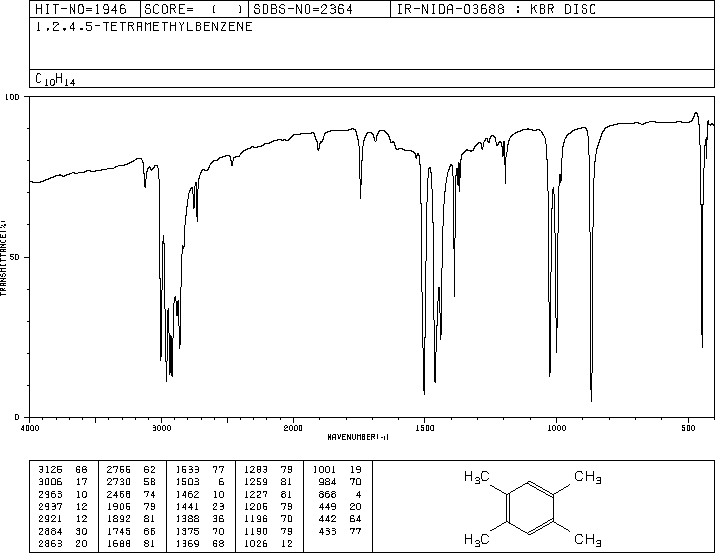 HIT-NO=1946 SCORE= ( ) SDBS-NO=2364 IR-NIDA-03688 : KBR DISC
1,2,4,5-TETRAMETHYLBENZENE
C10H14
100
50
0
TRANSMITTANCE(%)
4000 3000 2000 1500 1000 500
WAVENUMBER(-1)
3125 66 2766 62 1533 77 1283 79 1001 19
3006 17 2730 58 1503 6 1259 81 984 70
2963 10 2468 74 1462 10 1227 81 868 4
2937 12 1905 79 1441 23 1206 79 449 20
2921 12 1892 81 1388 36 1196 70 442 64
2884 30 1745 66 1375 70 1190 79 433 77
2863 20 1688 81 1369 68 1026 12
H3C CH3
H3C CH3